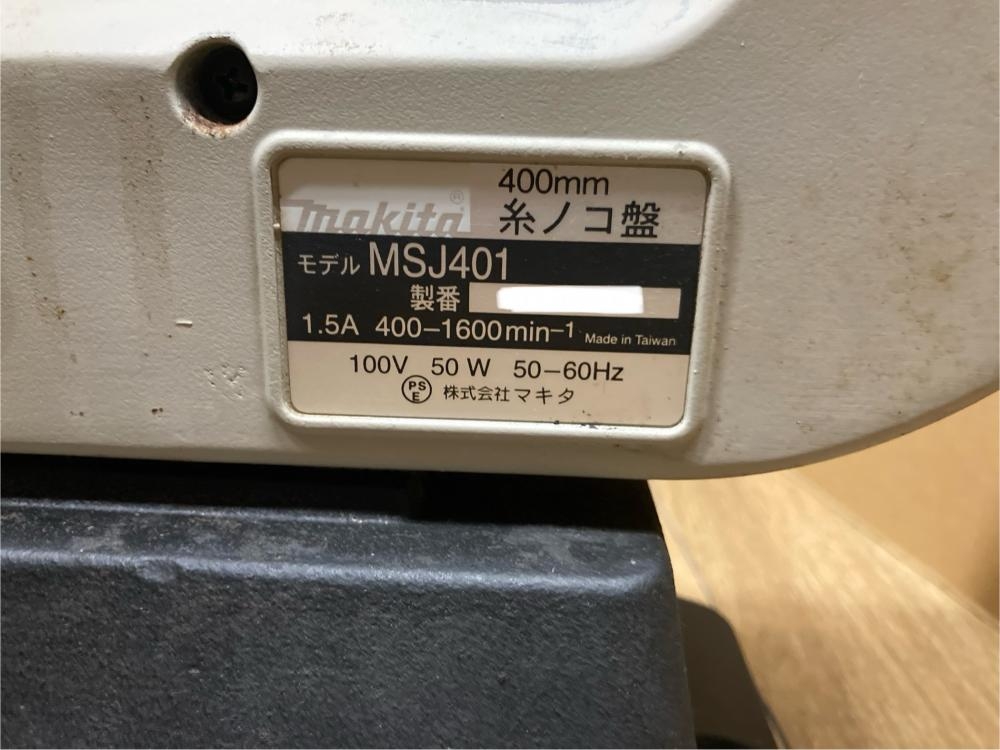 400mm
makita®
糸ノコ盤
モデル MSJ401
製番
1.5A 400-1600min-1
Made in Taiwan
100V 50 W 50-60Hz
PSE 株式会社マキタ